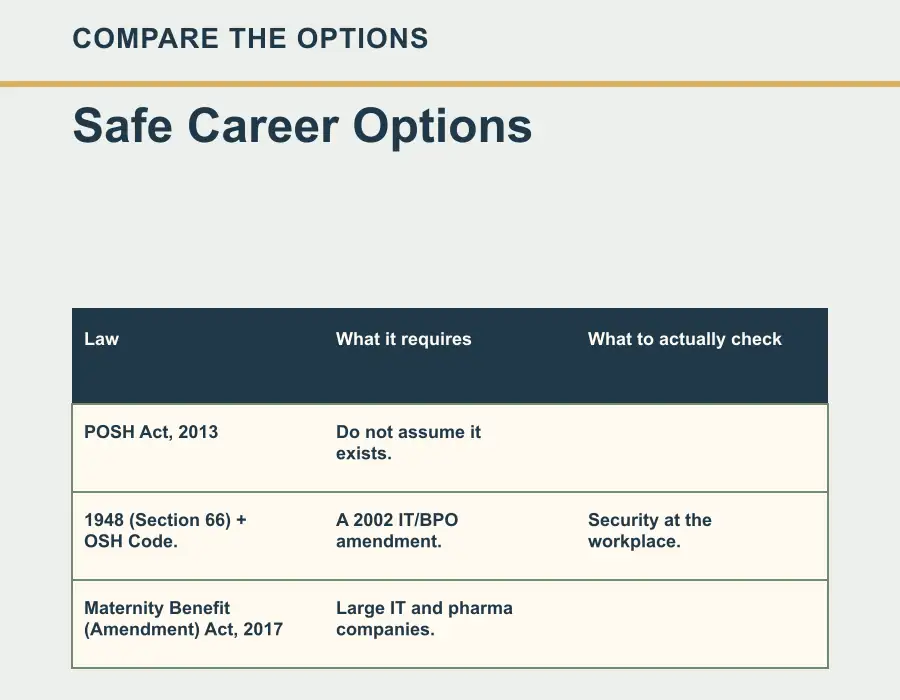 COMPARE THE OPTIONS
Safe Career Options
Law
What it requires
What to actually check
POSH Act, 2013
Do not assume it
exists.
1948 (Section 66) +
OSH Code.
A 2002 IT/BPO
amendment.
Security at the
workplace.
Maternity Benefit
(Amendment) Act, 2017
Large IT and pharma
companies.